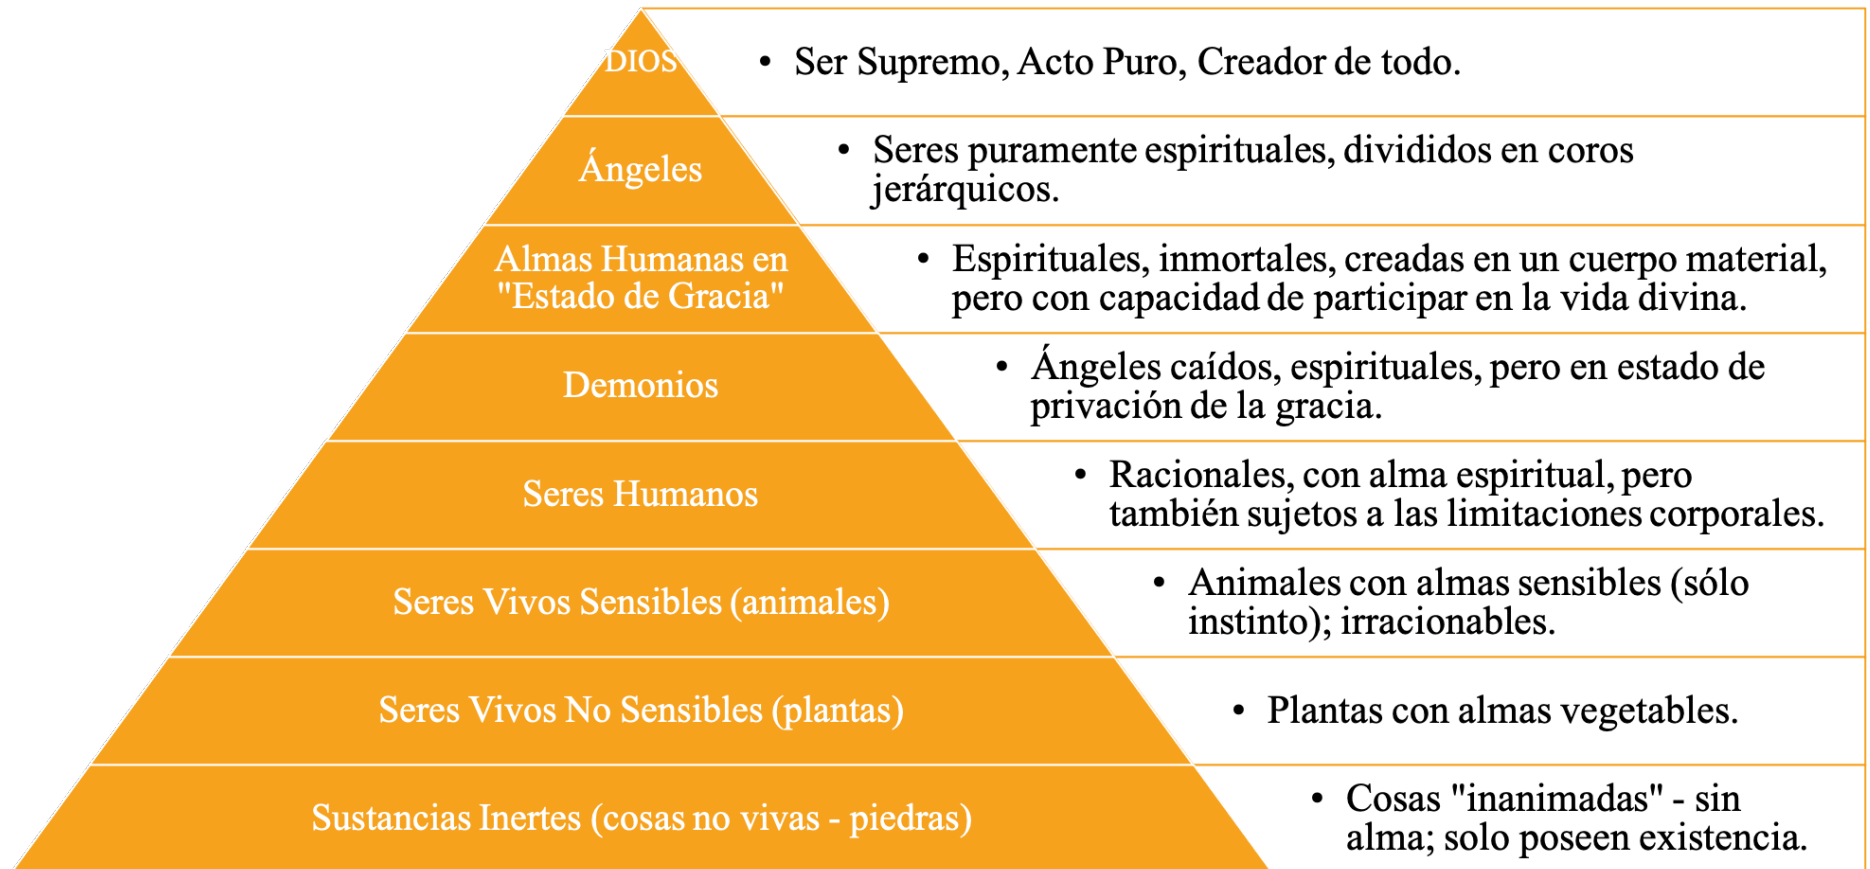 DIOS
• Ser Supremo, Acto Puro, Creador de todo.
Ángeles
• Seres puramente espirituales, divididos en coros
jerárquicos.
Almas Humanas en
"Estado de Gracia"
• Espirituales, inmortales, creadas en un cuerpo material,
pero con capacidad de participar en la vida divina.
Demonios
• Ángeles caídos, espirituales, pero en estado de
privación de la gracia.
Seres Humanos
• Racionales, con alma espiritual, pero
también sujetos a las limitaciones corporales.
Seres Vivos Sensibles (animales)
• Animales con almas sensibles (sólo
instinto); irracionables.
Seres Vivos No Sensibles (plantas)
• Plantas con almas vegetables.
Sustancias Inertes (cosas no vivas - piedras)
• Cosas "inanimadas" - sin
alma; solo poseen existencia.